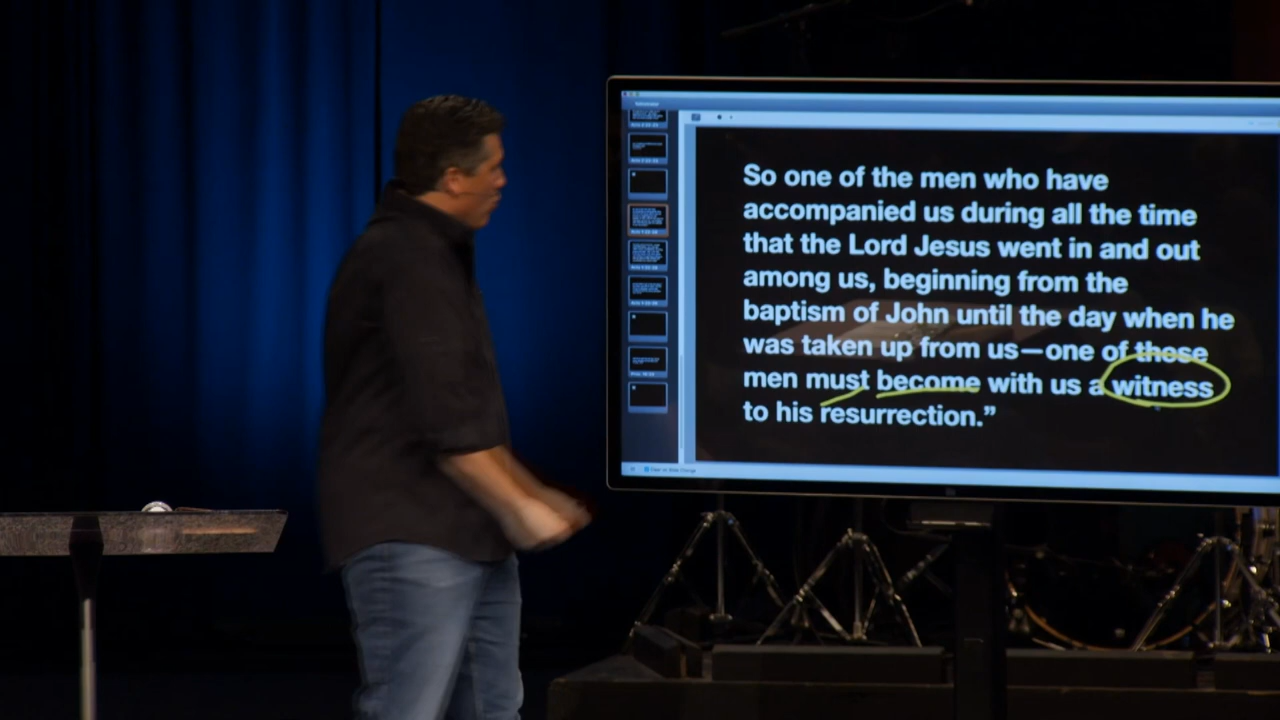 So one of the men who have
accompanied us during all the time
that the Lord Jesus went in and out
among us, beginning from the
baptism of John until the day when he
was taken up from us—one of those
men must become with us a witness
to his resurrection.”